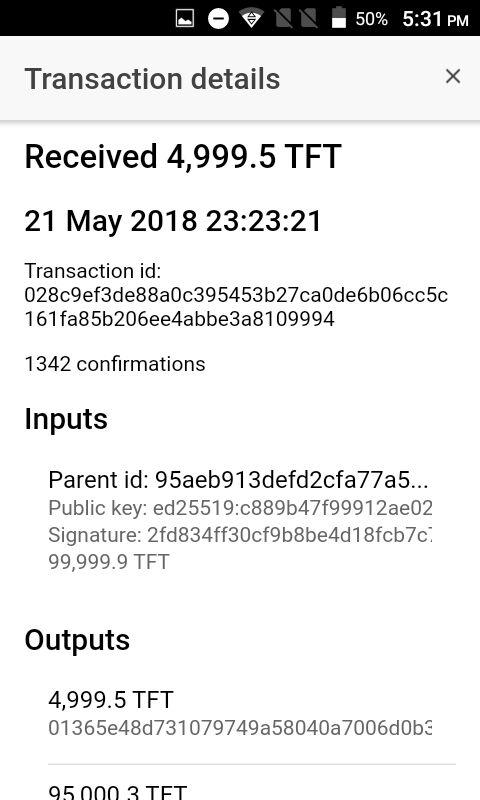 50% 5:31 PM
Transaction details ×
Received 4,999.5 TFT
21 May 2018 23:23:21
Transaction id:
028c9ef3de88a0c395453b27ca0de6b06cc5c
161fa85b206ee4abbe3a8109994
1342 confirmations
Inputs
Parent id: 95aeb913defd2cfa77a5...
Public key: ed25519:c889b47f99912ae02
Signature: 2fd834ff30cf9b8be4d18fcb7c7
99,999.9 TFT
Outputs
4,999.5 TFT
01365e48d731079749a58040a7006d0b3
95,000.3 TFT